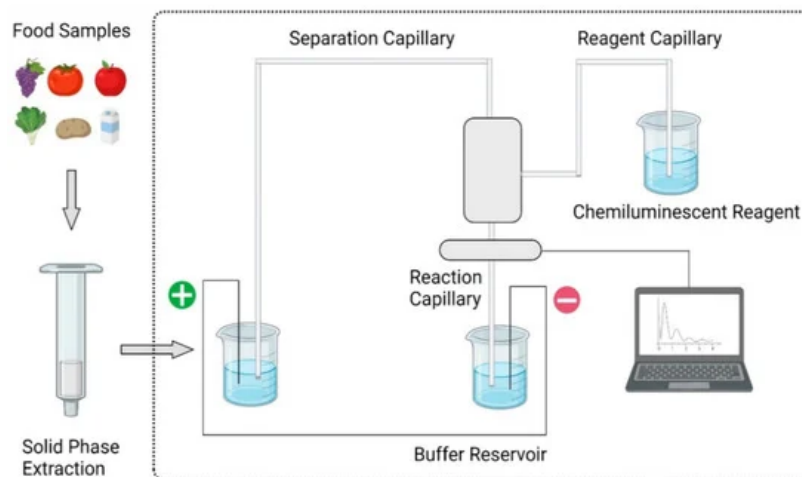 Food Samples
Separation Capillary
Reagent Capillary
Chemiluminescent Reagent
Reaction
Capillary
+
−
Solid Phase
Extraction
Buffer Reservoir